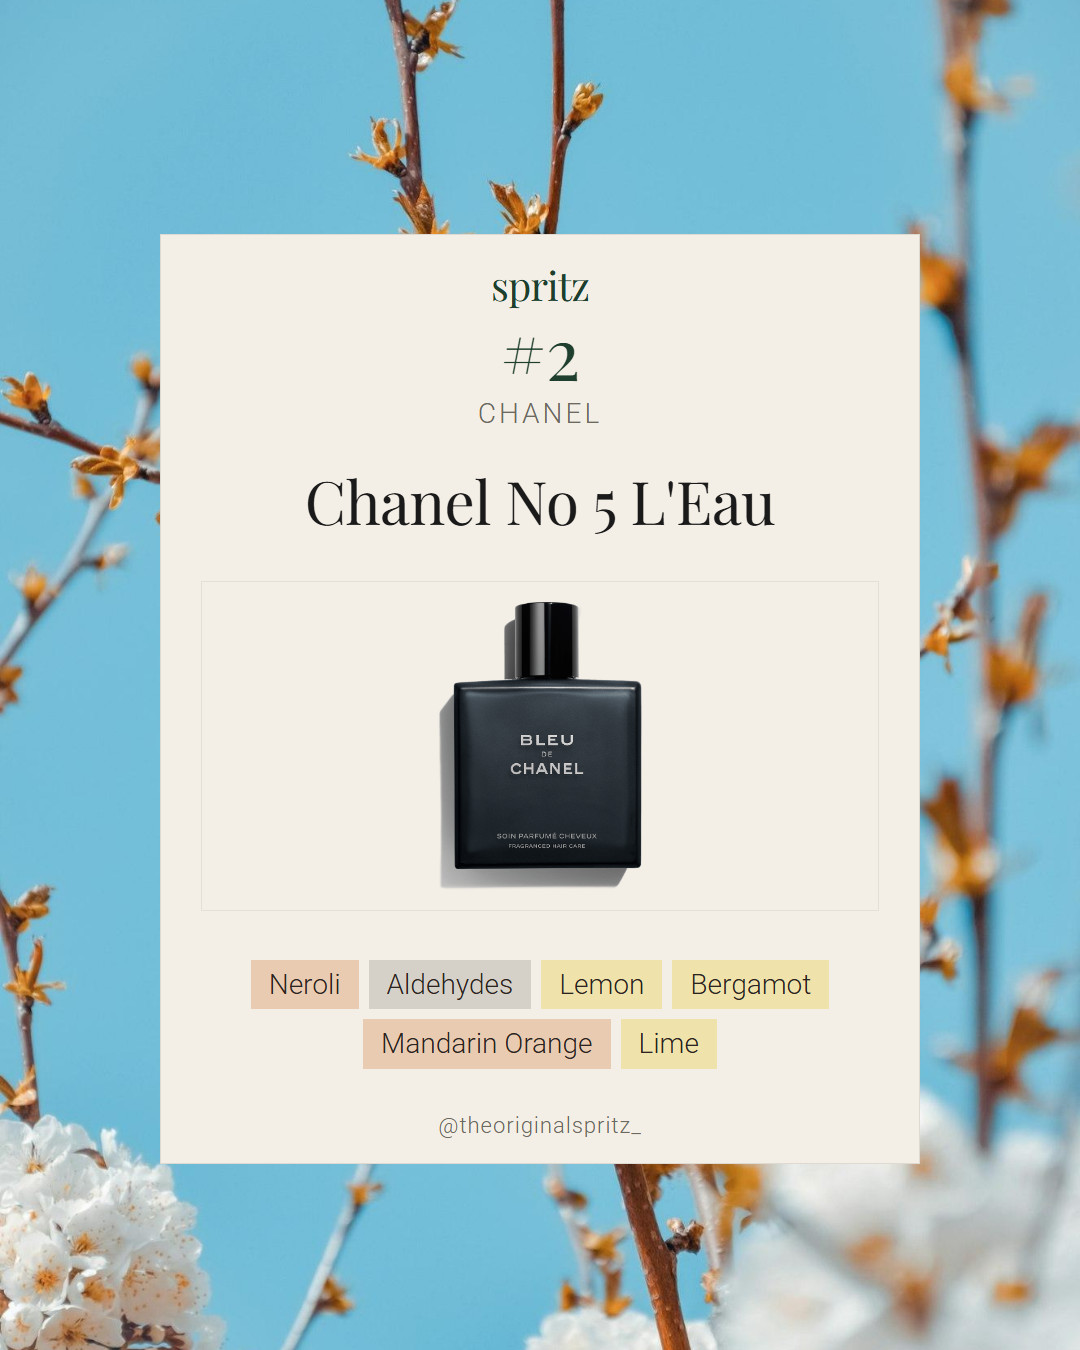 spritz
#2
CHANEL
Chanel No 5 L'Eau
BLEU
DE
CHANEL
SOIN PARFUMÉ CHEVEUX
FRAGRANCED HAIR CARE
Neroli Aldehydes Lemon Bergamot
Mandarin Orange Lime
@theoriginalspritz_